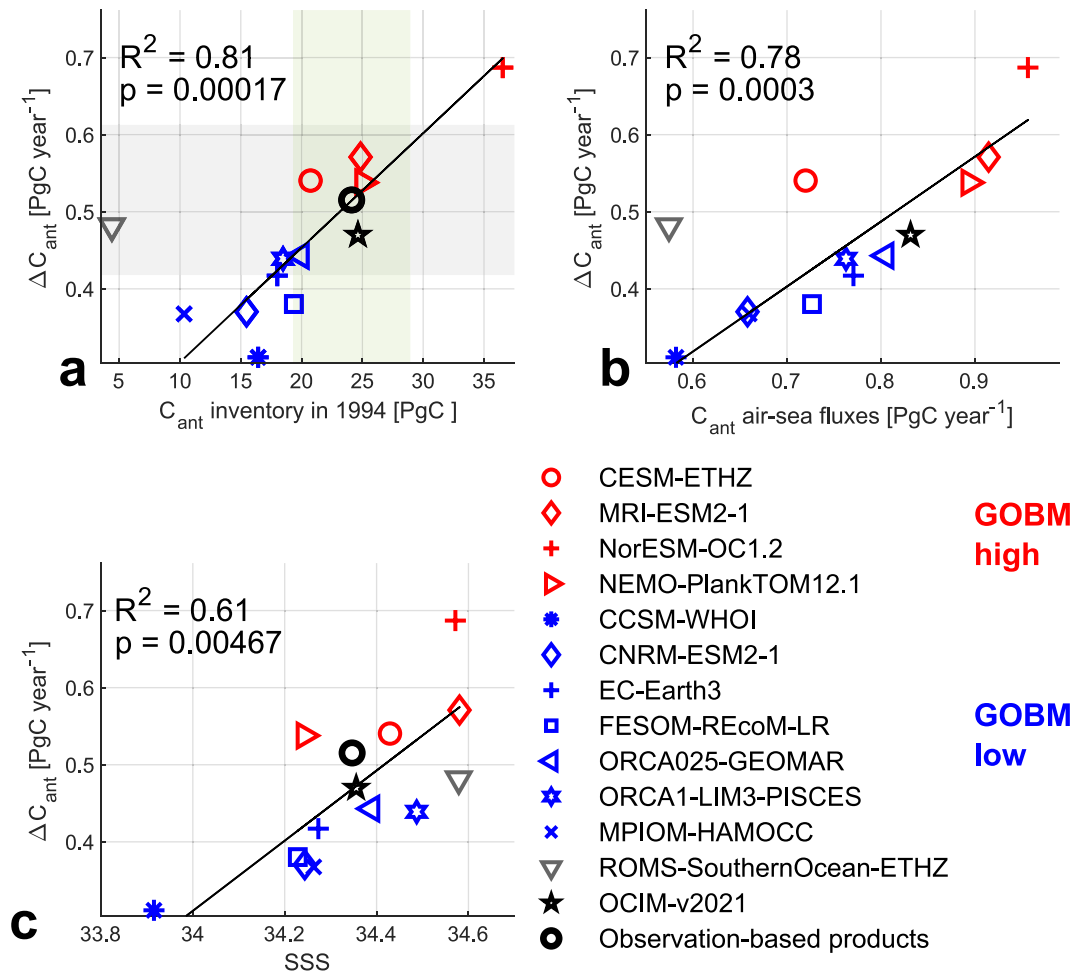 R² = 0.81
p = 0.00017
0.7
0.6
0.5
0.4
ΔC_ant [PgC year⁻¹]
5 10 15 20 25 30 35
C_ant inventory in 1994 [PgC ]
a
R² = 0.78
p = 0.0003
0.7
0.6
0.5
0.4
ΔC_ant [PgC year⁻¹]
0.6 0.7 0.8 0.9
C_ant air-sea fluxes [PgC year⁻¹]
b
R² = 0.61
p = 0.00467
0.7
0.6
0.5
0.4
ΔC_ant [PgC year⁻¹]
33.8 34 34.2 34.4 34.6
SSS
c
CESM-ETHZ
MRI-ESM2-1
NorESM-OC1.2
NEMO-PlankTOM12.1
CCSM-WHOI
CNRM-ESM2-1
EC-Earth3
FESOM-REcoM-LR
ORCA025-GEOMAR
ORCA1-LIM3-PISCES
MPIOM-HAMOCC
ROMS-SouthernOcean-ETHZ
OCIM-v2021
Observation-based products
GOBM
high
GOBM
low